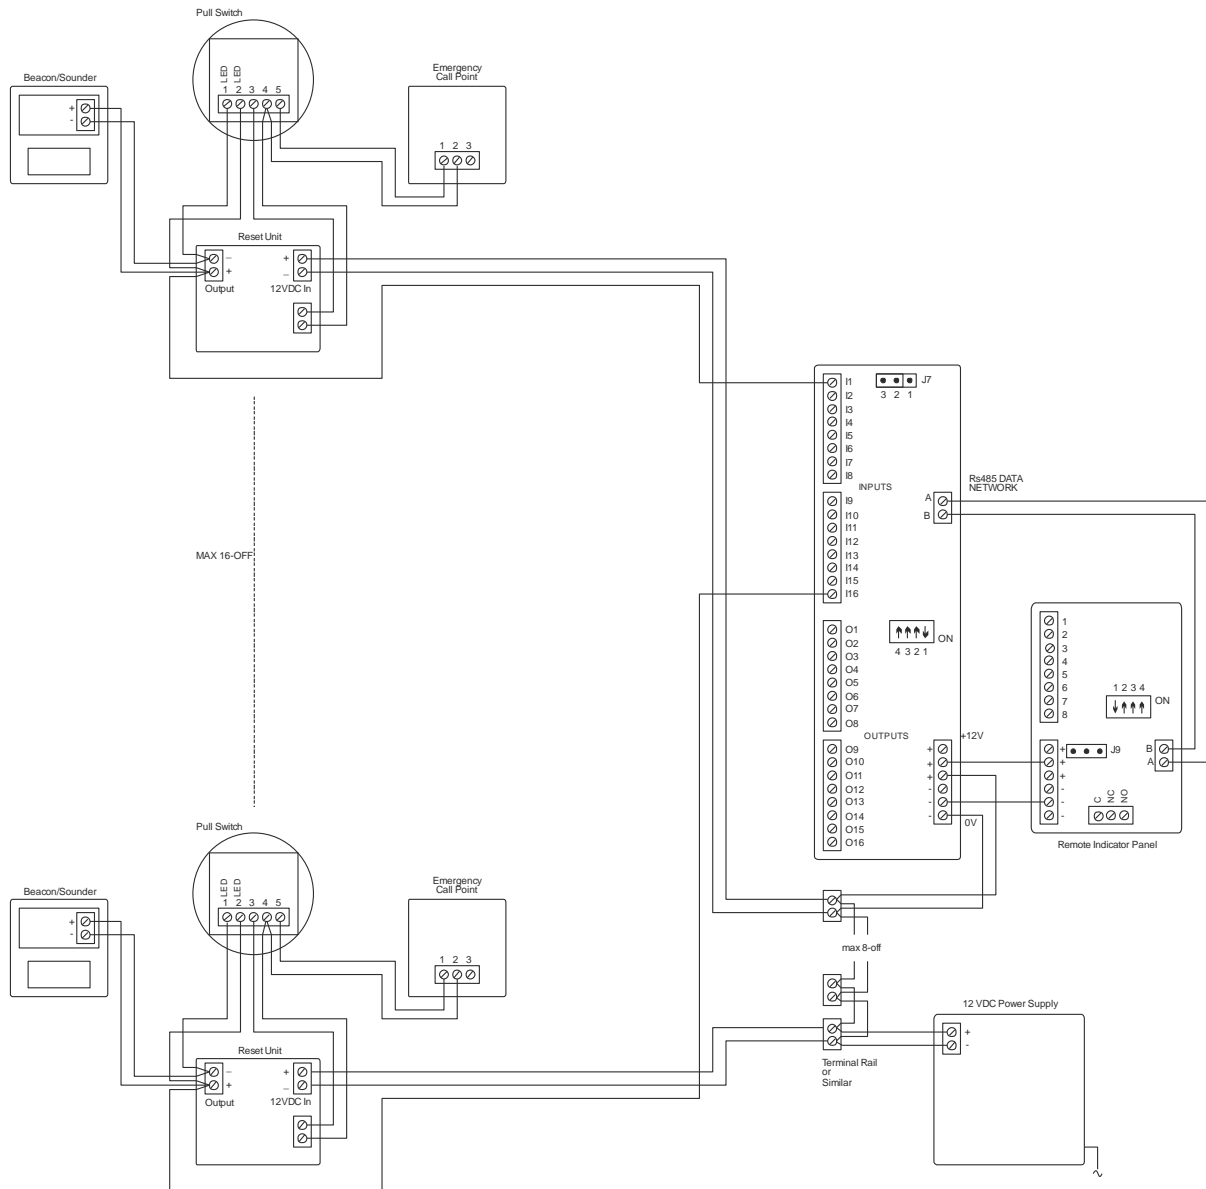 Pull Switch
Beacon/Sounder
LED LED
1 2 3 4 5
+
-
Emergency
Call Point
1 2 3
Reset Unit
– +
+ _
Output 12VDC In
MAX 16-OFF
I1
I2
I3
I4
I5
I6
I7
I8
J7
3 2 1
INPUTS
I9
I10
I11
I12
I13
I14
I15
I16
A
B
Rs485 DATA
NETWORK
O1
O2
O3
O4
O5
O6
O7
O8
ON
4 3 2 1
OUTPUTS
O9
O10
O11
O12
O13
O14
O15
O16
+12V
+
+
+
-
-
-
0V
1
2
3
4
5
6
7
8
1 2 3 4
ON
+
+
+
-
-
-
J9
B
A
C NC NO
Remote Indicator Panel
max 8-off
Terminal Rail
or
Similar
12 VDC Power Supply
+
-
Pull Switch
Beacon/Sounder
LED LED
1 2 3 4 5
+
-
Emergency
Call Point
1 2 3
Reset Unit
– +
+ _
Output 12VDC In